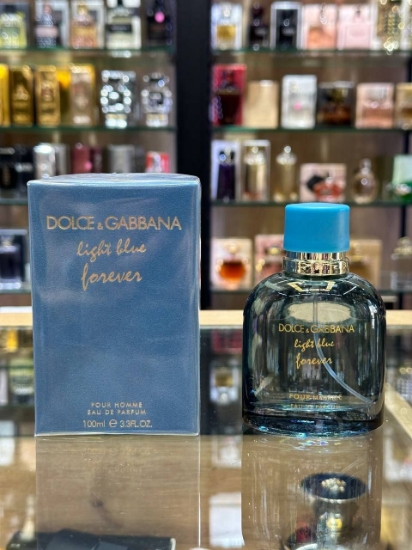 DOLCE & GABBANA
light blue
forever
POUR HOMME
EAU DE PARFUM
100ml ℮ 3.3FL.OZ.
DOLCE & GABBANA
light blue
forever
POUR HOMME